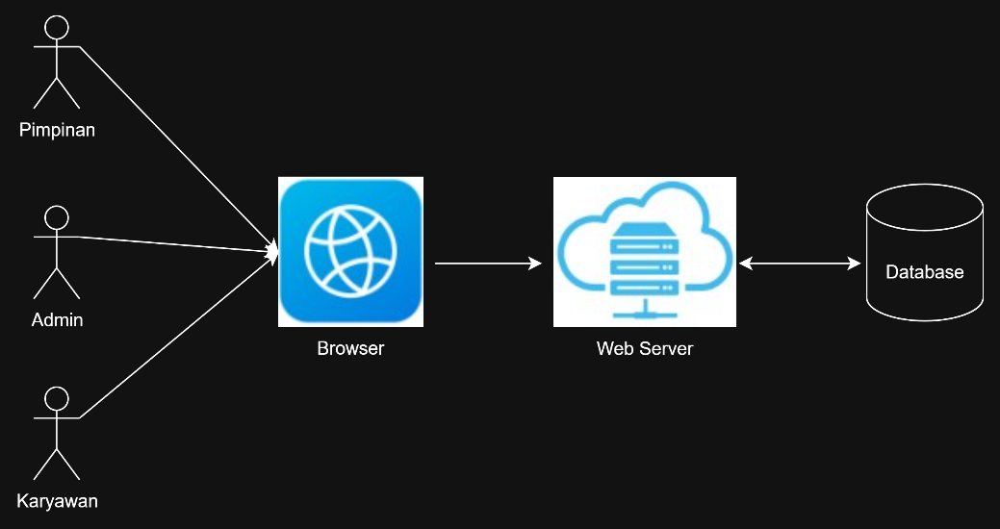 Pimpinan
Admin
Karyawan
Browser
Web Server
Database